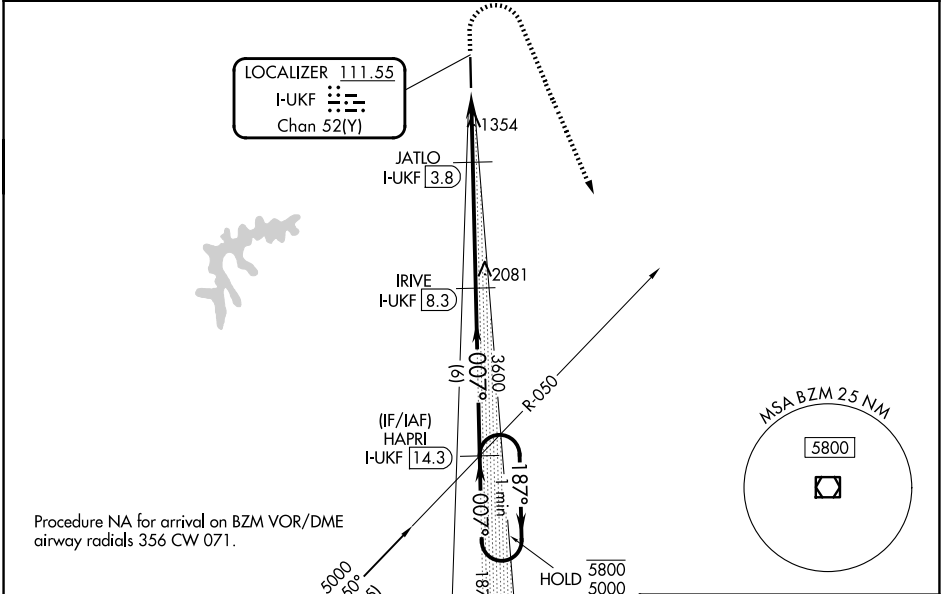 LOCALIZER 111.55
I-UKF
Chan 52(Y)
1354
JATLO
I-UKF 3.8
IRIVE
I-UKF 8.3
2081
007°
3600
(6)
R-050
(IF/IAF)
HAPRI
I-UKF 14.3
187°
1 min
007°
MSA BZM 25 NM
5800
Procedure NA for arrival on BZM VOR/DME
airway radials 356 CW 071.
5000
HOLD 5800
5000